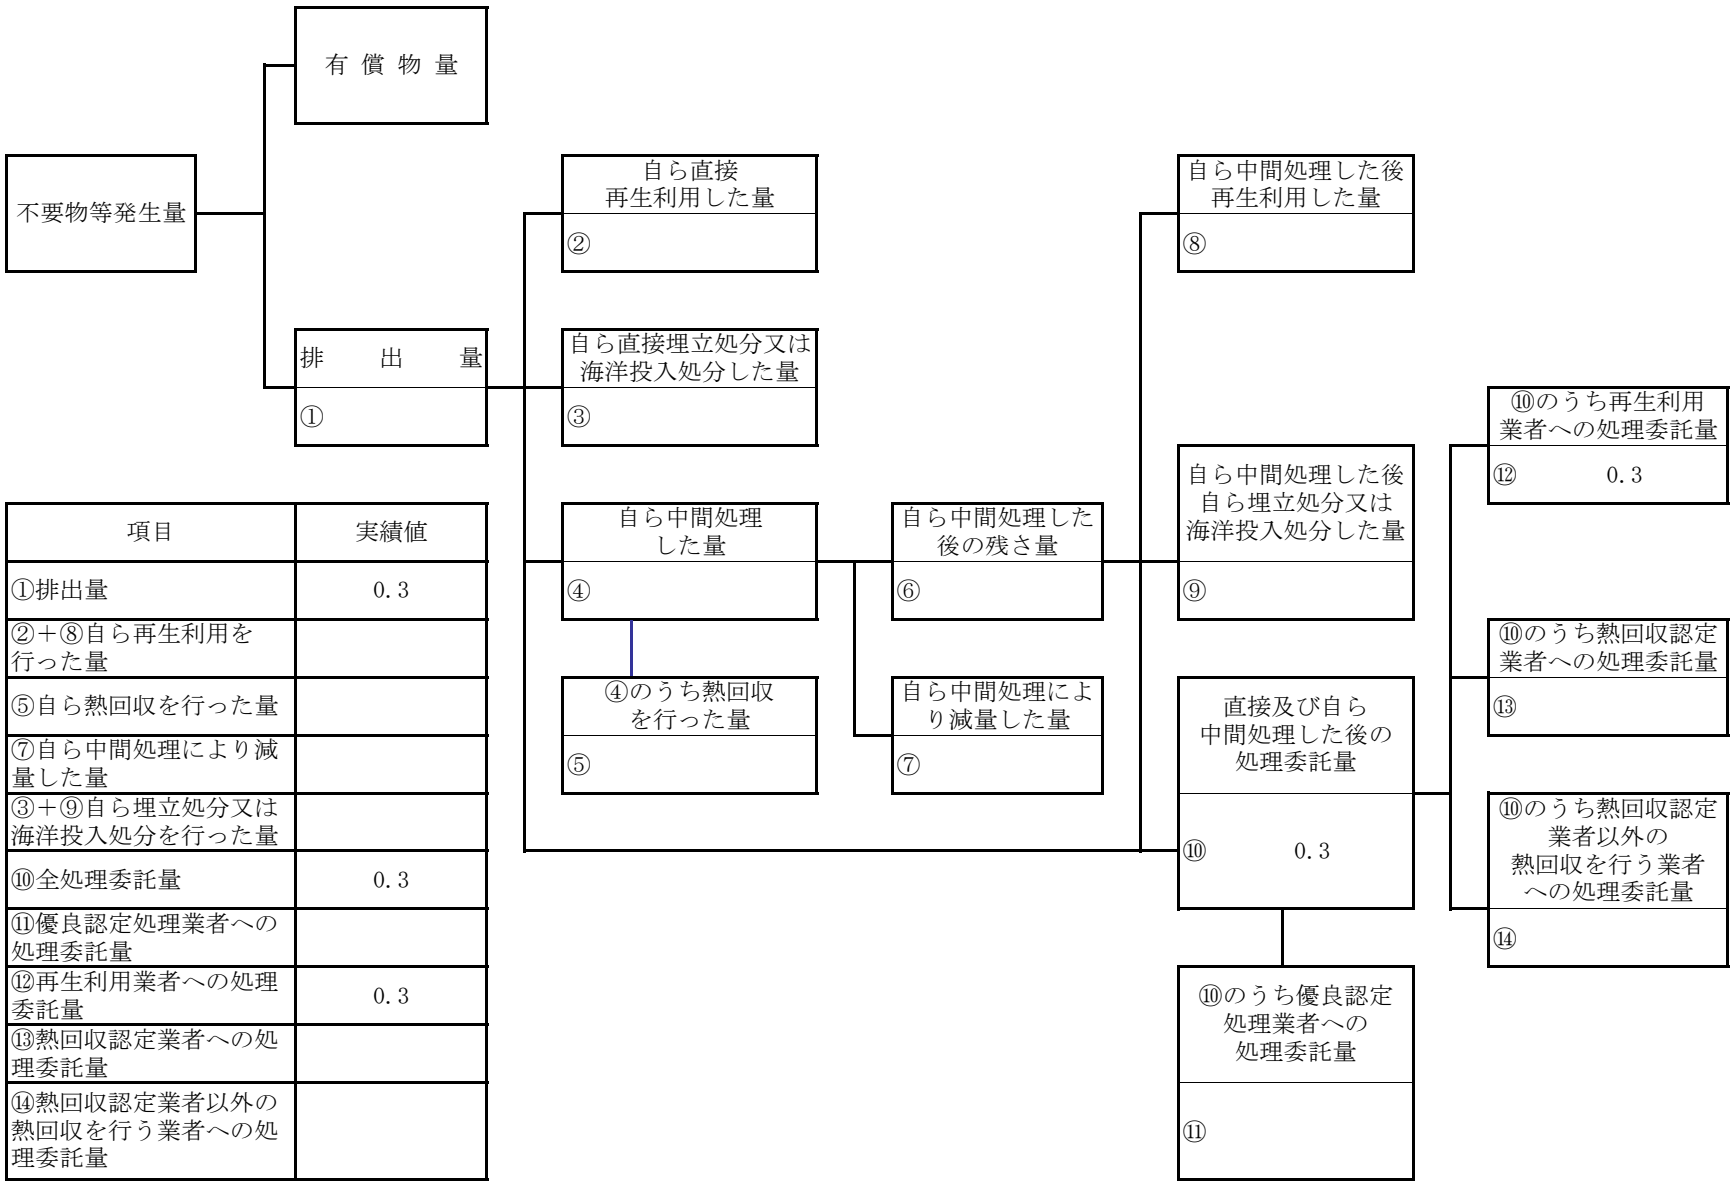 有償物量
不要物等発生量
排出量
①
自ら直接
再生利用した量
②
自ら直接埋立処分又は
海洋投入処分した量
③
自ら中間処理
した量
④
④のうち熱回収
を行った量
⑤
自ら中間処理した
後の残さ量
⑥
自ら中間処理によ
り減量した量
⑦
自ら中間処理した後
再生利用した量
⑧
自ら中間処理した後
自ら埋立処分又は
海洋投入処分した量
⑨
直接及び自ら
中間処理した後の
処理委託量
⑩ 0.3
⑩のうち優良認定
処理業者への
処理委託量
⑪
⑩のうち再生利用
業者への処理委託量
⑫ 0.3
⑩のうち熱回収認定
業者への処理委託量
⑬
⑩のうち熱回収認定
業者以外の
熱回収を行う業者
への処理委託量
⑭
項目 実績値
①排出量 0.3
②＋⑧自ら再生利用を
行った量
⑤自ら熱回収を行った量
⑦自ら中間処理により減
量した量
③＋⑨自ら埋立処分又は
海洋投入処分を行った量
⑩全処理委託量 0.3
⑪優良認定処理業者への
処理委託量
⑫再生利用業者への処理
委託量 0.3
⑬熱回収認定業者への処
理委託量
⑭熱回収認定業者以外の
熱回収を行う業者への処
理委託量